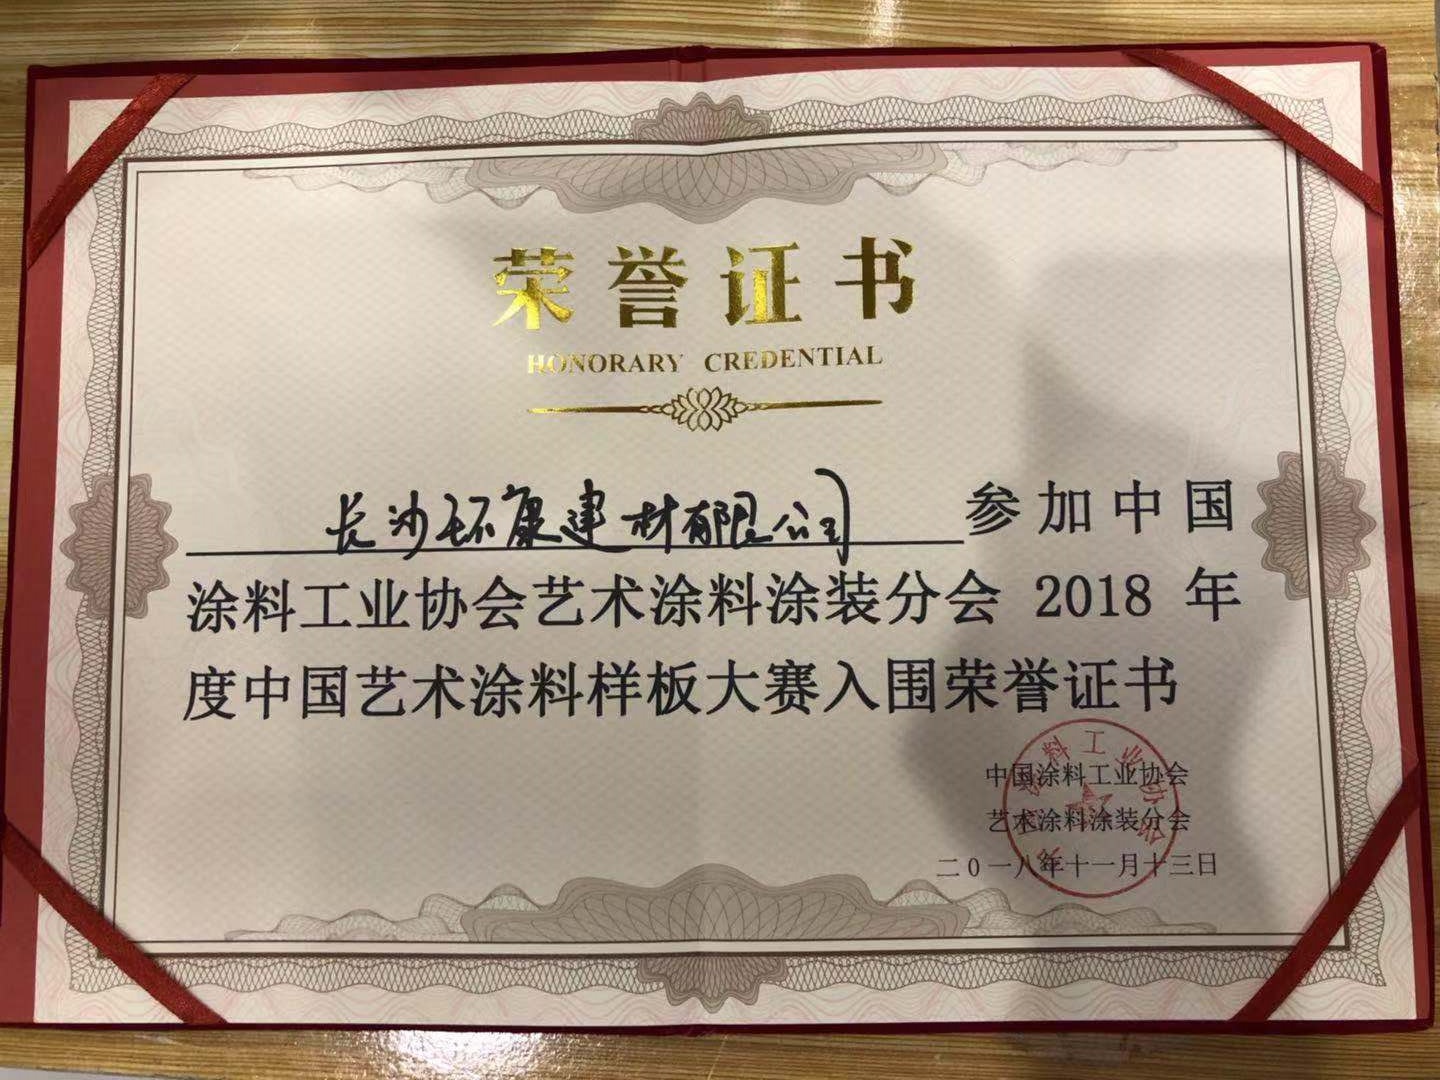 荣誉证书
HONORARY CREDENTIAL
长沙环康建材有限公司参加中国
涂料工业协会艺术涂料涂装分会 2018 年
度中国艺术涂料样板大赛入围荣誉证书
中国涂料工业协会
艺术涂料涂装分会
二0一八年十一月十三日